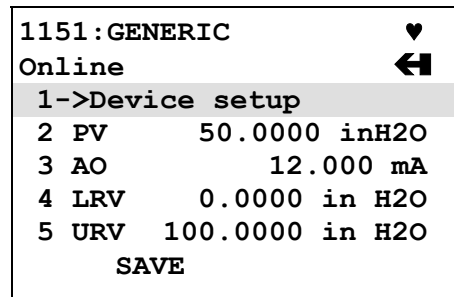 1151:GENERIC ♥
Online
1->Device setup
2 PV 50.0000 inH2O
3 AO 12.000 mA
4 LRV 0.0000 in H2O
5 URV 100.0000 in H2O
SAVE